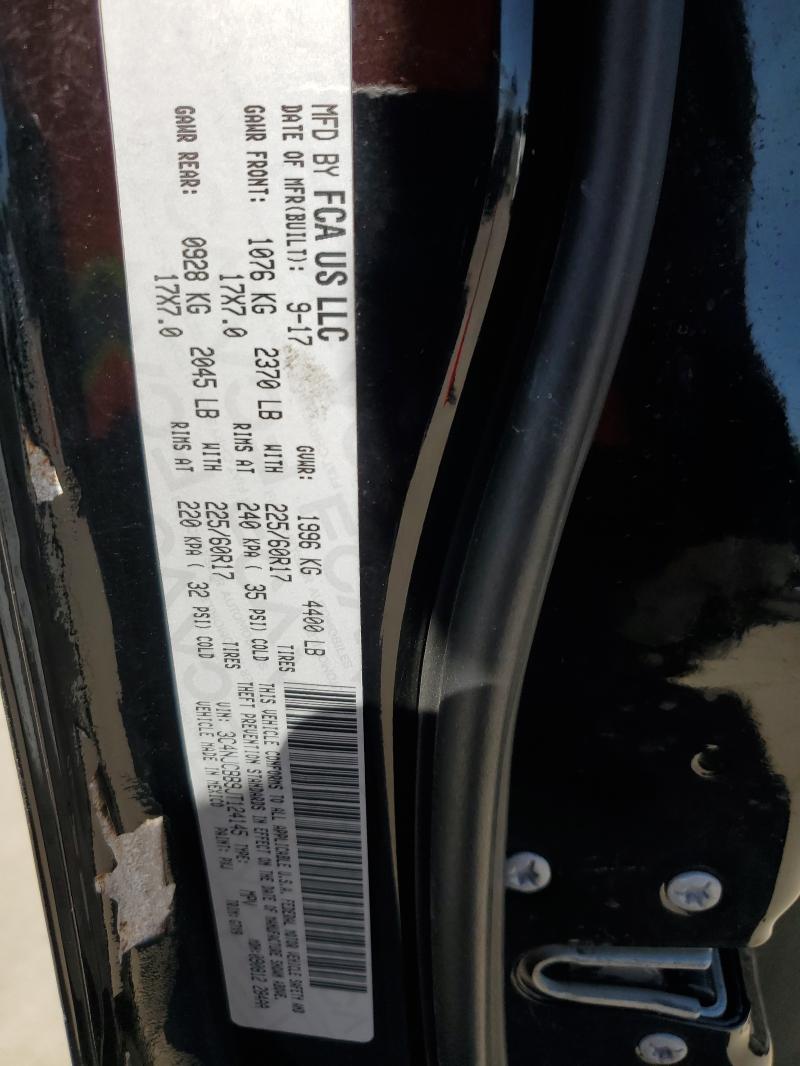 MFD BY FCA US LLC
DATE OF MFR(BUILT): 9-17 GVWR: 1996 KG 4400 LB
GAWR FRONT: 1076 KG 2370 LB WITH 225/60R17 TIRES
17X7.0 RIMS AT 240 KPA ( 35 PSI) COLD
GAWR REAR: 0928 KG 2045 LB WITH 225/60R17 TIRES
17X7.0 RIMS AT 220 KPA ( 32 PSI) COLD
THIS VEHICLE CONFORMS TO ALL APPLICABLE U.S.A. FEDERAL MOTOR VEHICLE SAFETY AND
THEFT PREVENTION STANDARDS IN EFFECT ON THE DATE OF MANUFACTURE SHOWN ABOVE.
VIN: 3C4NJCBB9JT124145 TYPE: MPV
VEHICLE MADE IN MEXICO PAINT: PXJ